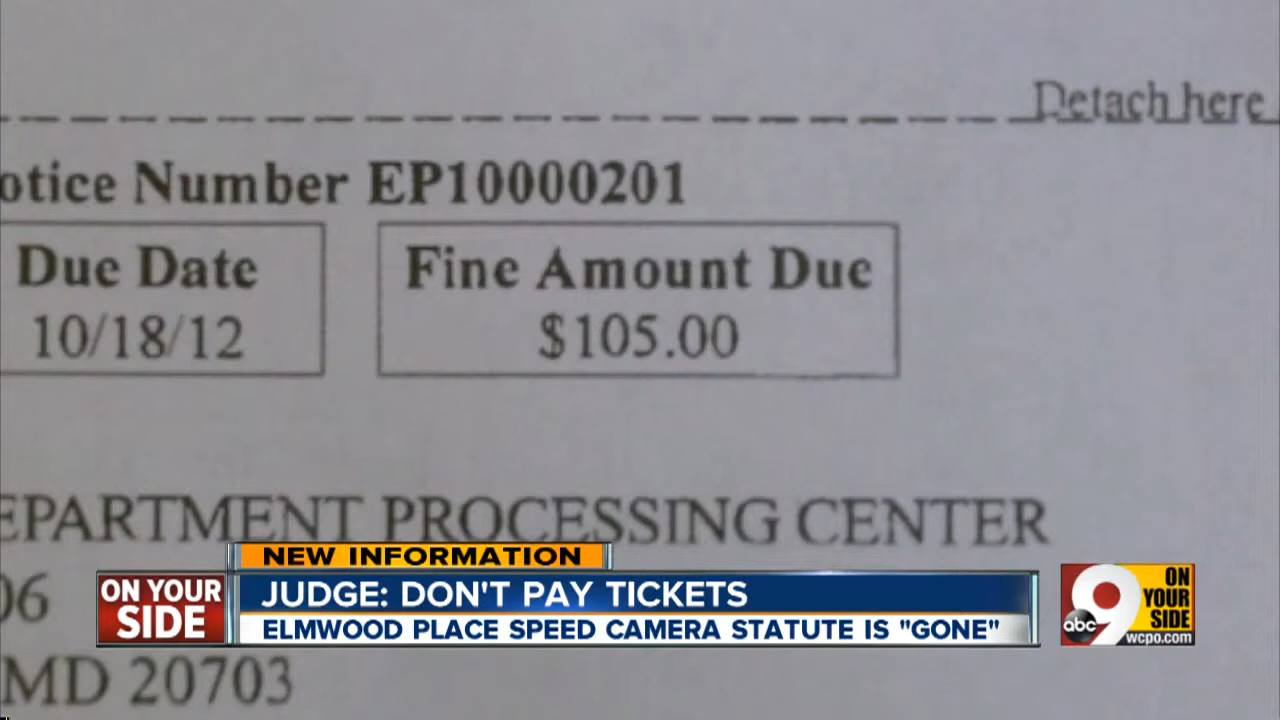 Detach here
otice Number EP10000201
Due Date
10/18/12
Fine Amount Due
$105.00
EPARTMENT PROCESSING CENTER
06
MD 20703
NEW INFORMATION
ON YOUR
SIDE
JUDGE: DON'T PAY TICKETS
ELMWOOD PLACE SPEED CAMERA STATUTE IS "GONE"
abc
9
ON
YOUR
SIDE
wcpo.com